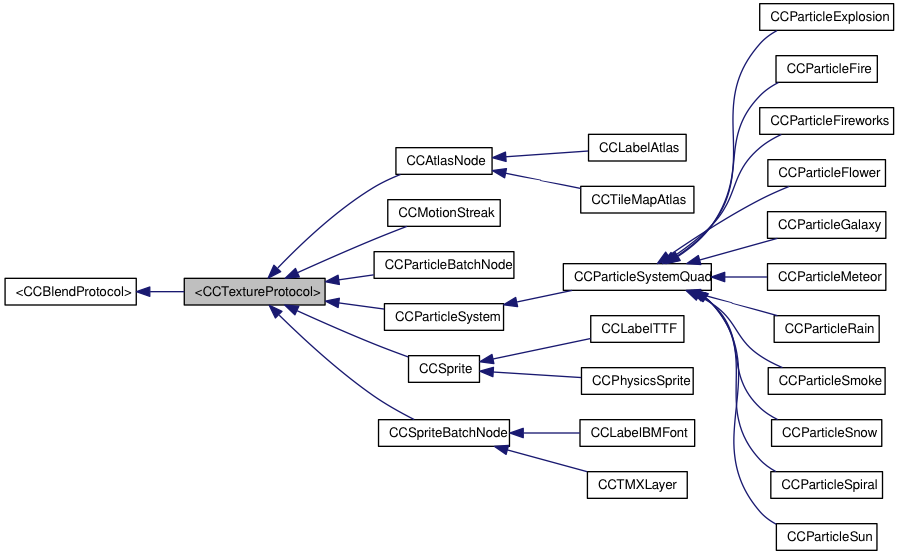 CCParticleExplosion
CCParticleFire
CCParticleFireworks
CCLabelAtlas
CCAtlasNode
CCParticleFlower
CCTileMapAtlas
CCMotionStreak
CCParticleGalaxy
CCParticleBatchNode
CCParticleSystemQuad
CCParticleMeteor
<CCBlendProtocol>
<CCTextureProtocol>
CCParticleSystem
CCLabelTTF
CCParticleRain
CCSprite
CCPhysicsSprite
CCParticleSmoke
CCSpriteBatchNode
CCLabelBMFont
CCParticleSnow
CCTMXLayer
CCParticleSpiral
CCParticleSun